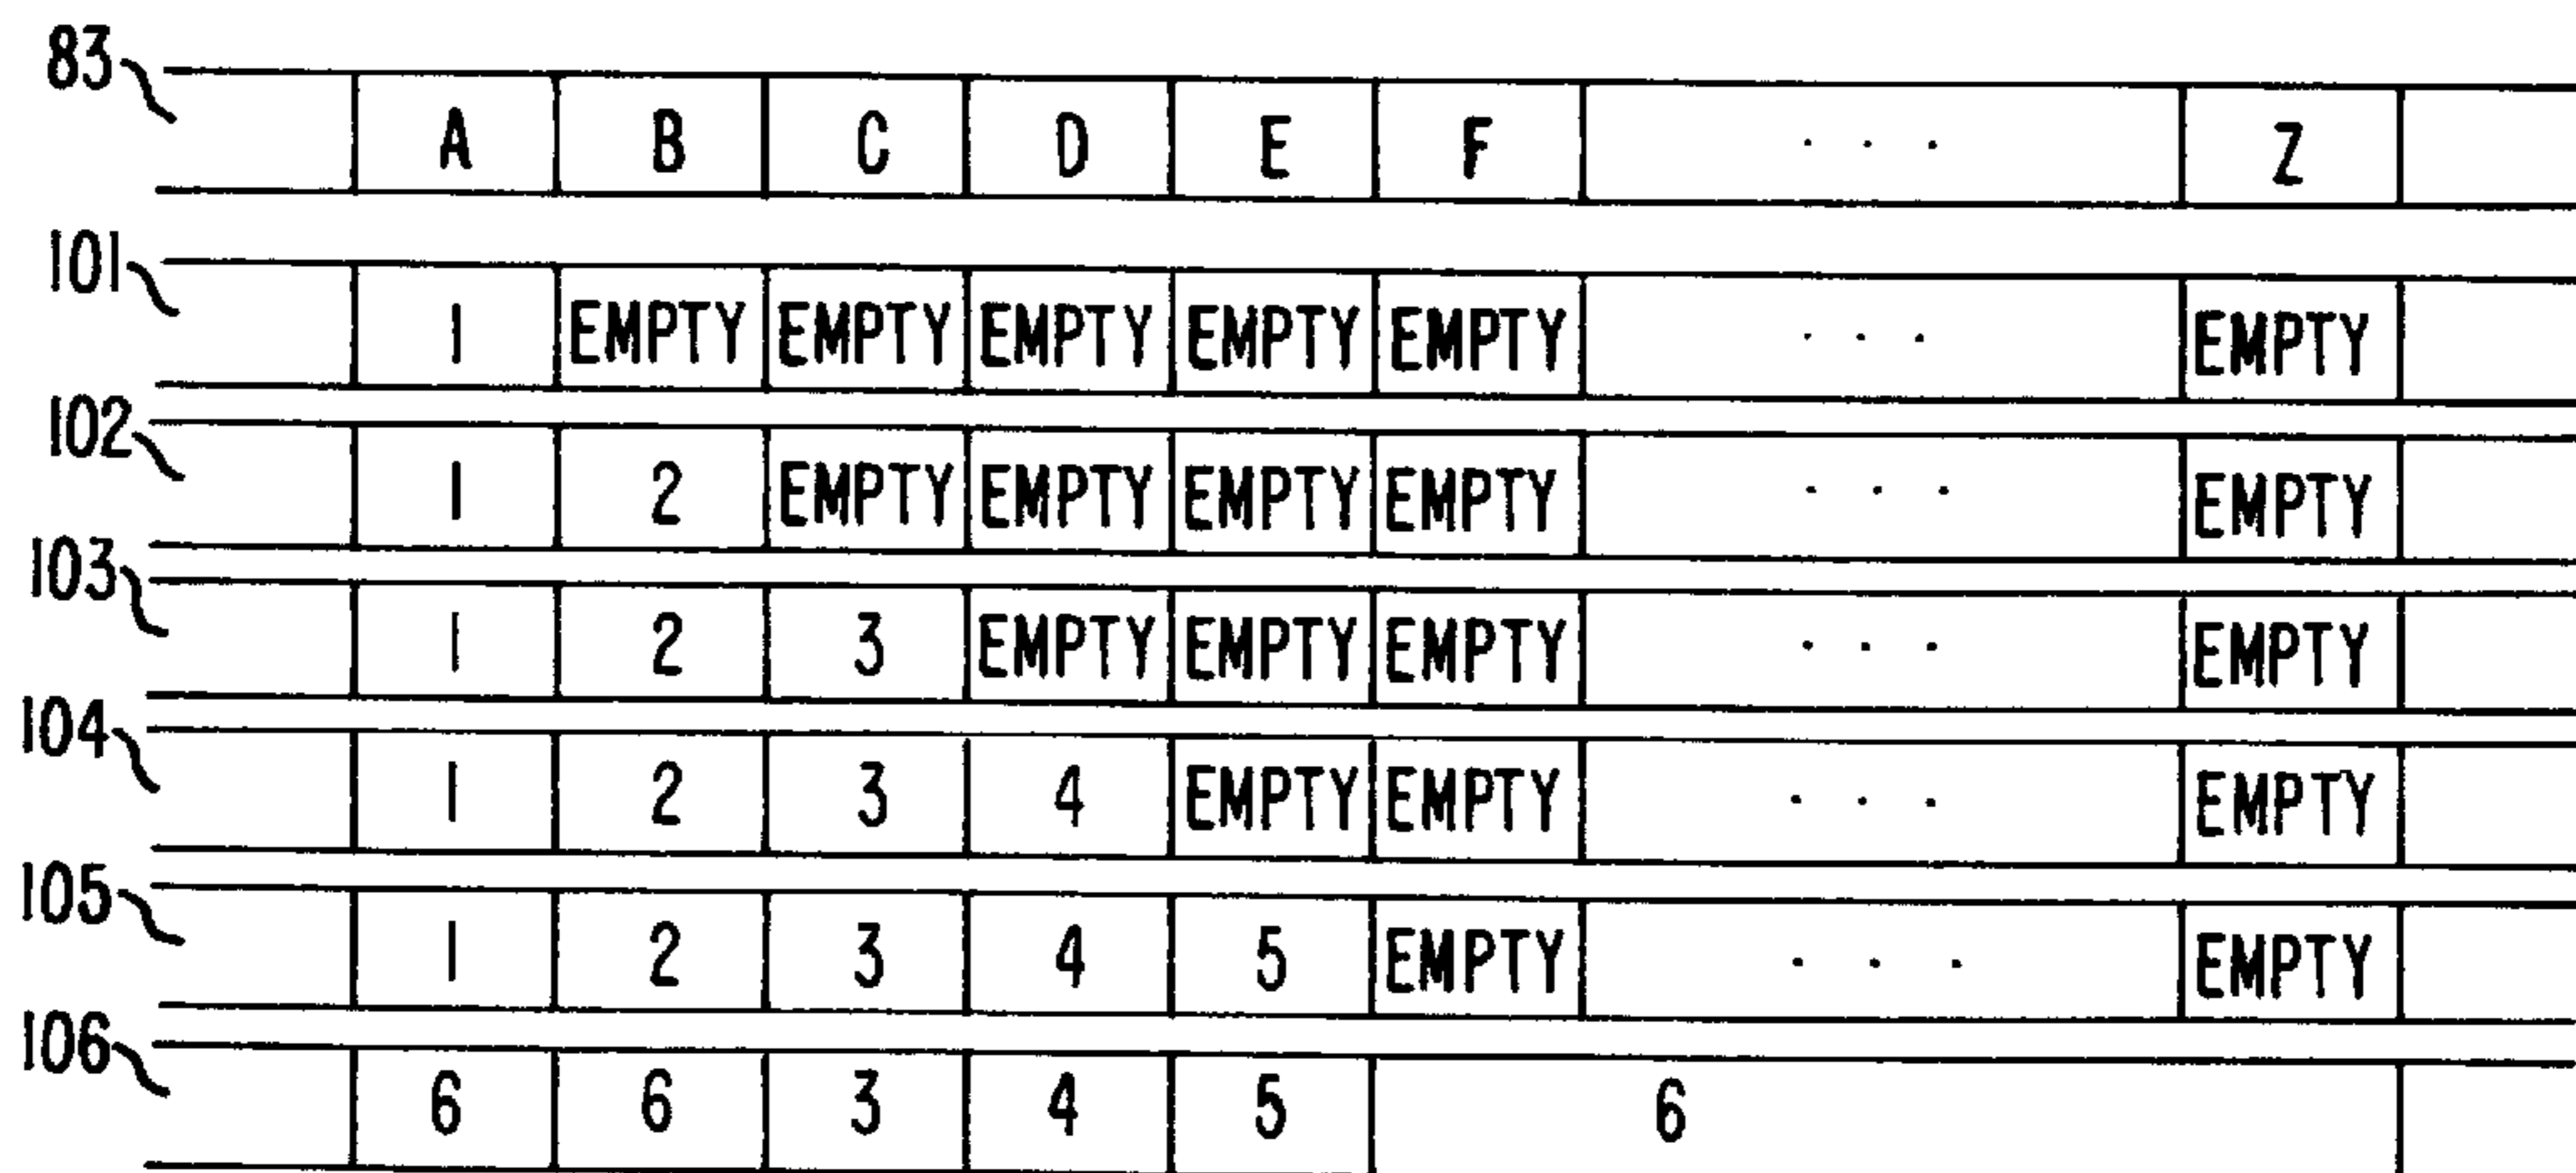 83 A B C D E F . . . Z
101 1 EMPTY EMPTY EMPTY EMPTY EMPTY . . . EMPTY
102 1 2 EMPTY EMPTY EMPTY EMPTY . . . EMPTY
103 1 2 3 EMPTY EMPTY EMPTY . . . EMPTY
104 1 2 3 4 EMPTY EMPTY . . . EMPTY
105 1 2 3 4 5 EMPTY . . . EMPTY
106 6 6 3 4 5 6